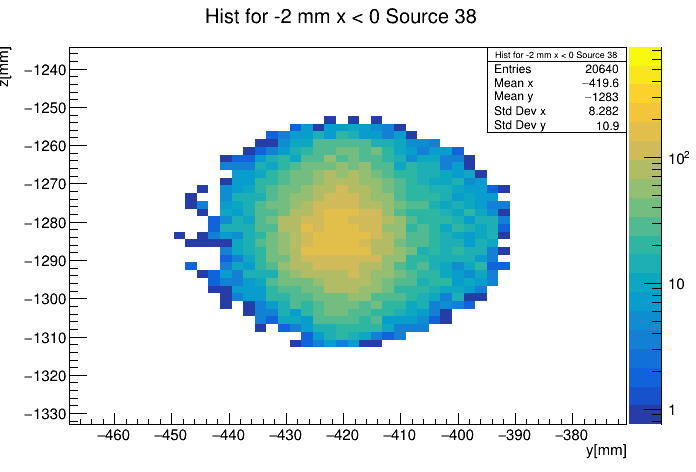 Hist for -2 mm x < 0 Source 38
z[mm]
Hist for -2 mm x < 0 Source 38
Entries 20640
Mean x −419.6
Mean y −1283
Std Dev x 8.282
Std Dev y 10.9
−1240
−1250
−1260
−1270
−1280
−1290
−1300
−1310
−1320
−1330
−460 −450 −440 −430 −420 −410 −400 −390 −380
y[mm]
10²
10
1